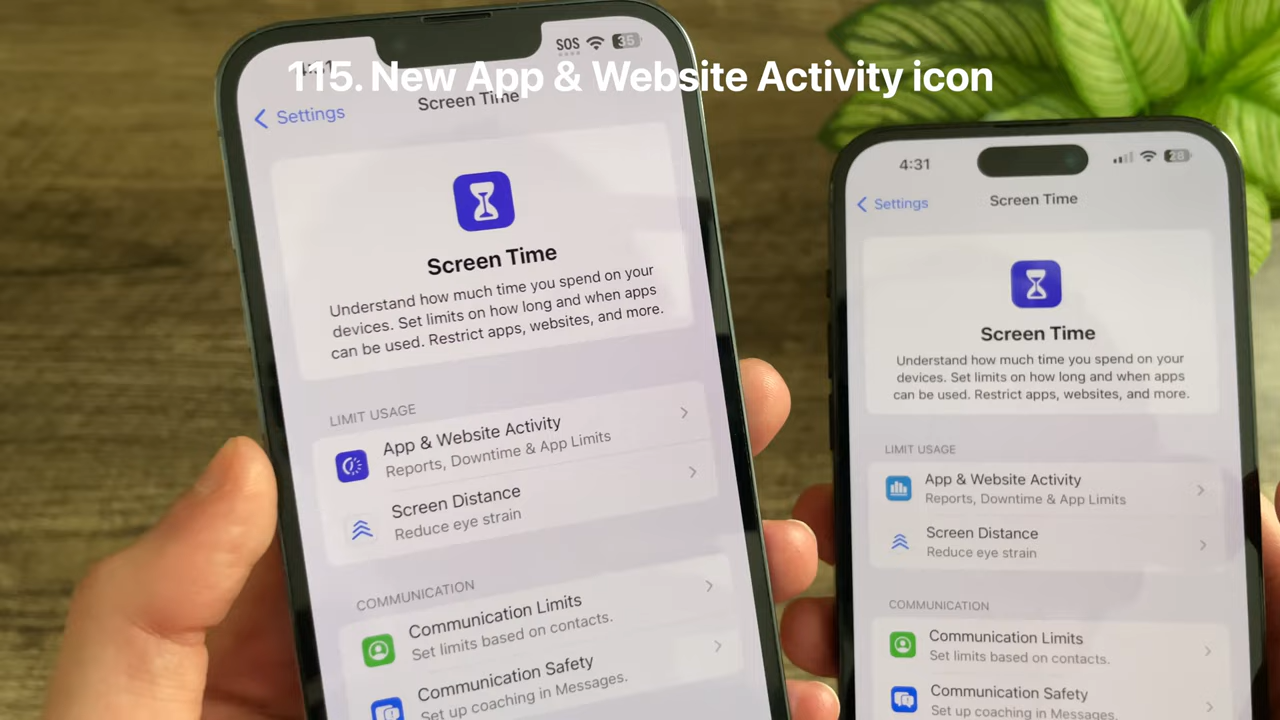 115. New App & Website Activity icon
SOS
35
Settings
Screen Time
Screen Time
Understand how much time you spend on your
devices. Set limits on how long and when apps
can be used. Restrict apps, websites, and more.
LIMIT USAGE
App & Website Activity
Reports, Downtime & App Limits
Screen Distance
Reduce eye strain
COMMUNICATION
Communication Limits
Set limits based on contacts.
Communication Safety
Set up coaching in Messages.
4:31
28
Settings
Screen Time
Screen Time
Understand how much time you spend on your
devices. Set limits on how long and when apps
can be used. Restrict apps, websites, and more.
LIMIT USAGE
App & Website Activity
Reports, Downtime & App Limits
Screen Distance
Reduce eye strain
COMMUNICATION
Communication Limits
Set limits based on contacts.
Communication Safety
Set up coaching in Messages.